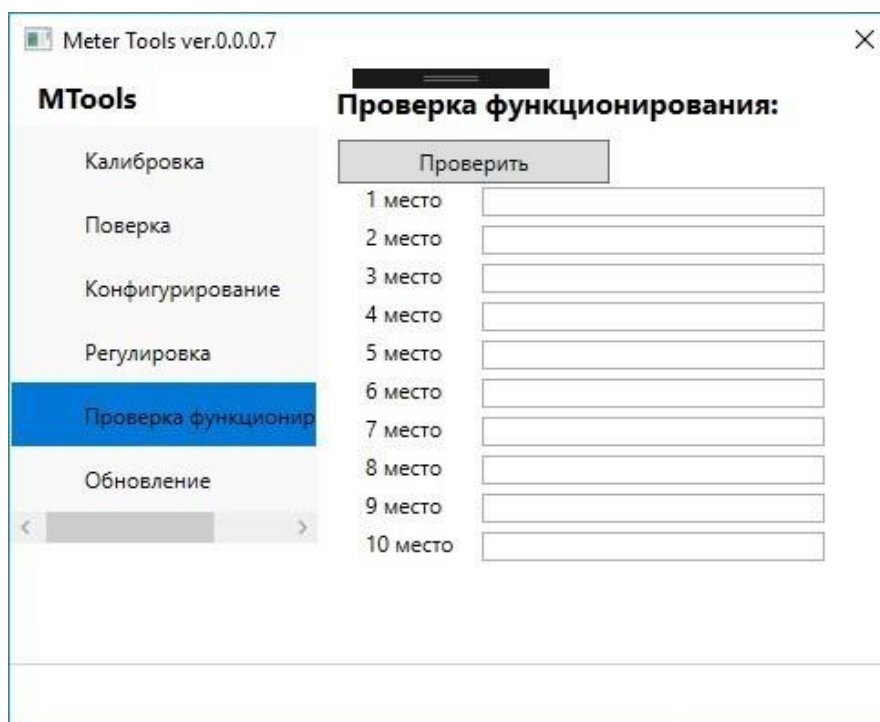 Meter Tools ver.0.0.0.7
MTools
Калибровка
Поверка
Конфигурирование
Регулировка
Проверка функционир
Обновление
Проверка функционирования:
Проверить
1 место
2 место
3 место
4 место
5 место
6 место
7 место
8 место
9 место
10 место